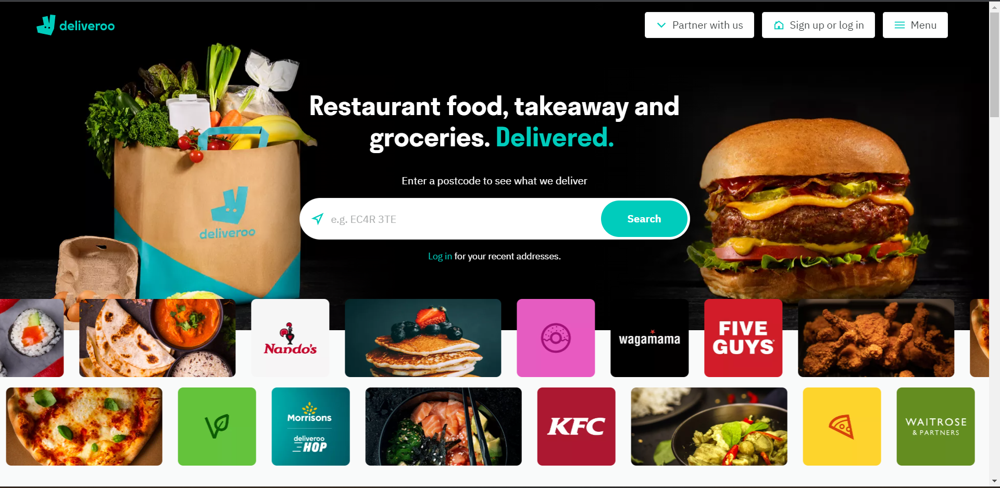 deliveroo
Partner with us
Sign up or log in
Menu
Restaurant food, takeaway and
groceries. Delivered.
Enter a postcode to see what we deliver
e.g. EC4R 3TE
Search
Log in for your recent addresses.
deliveroo
Nando's
wagamama
FIVE
GUYS
Morrisons
deliveroo
HOP
KFC
WAITROSE
& PARTNERS